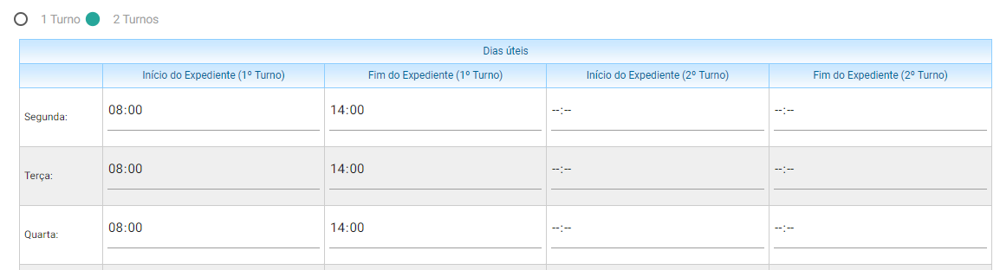 1 Turno 2 Turnos
Dias úteis
Início do Expediente (1º Turno) Fim do Expediente (1º Turno) Início do Expediente (2º Turno) Fim do Expediente (2º Turno)
Segunda: 08:00 14:00 --:-- --:--
Terça: 08:00 14:00 --:-- --:--
Quarta: 08:00 14:00 --:-- --:--